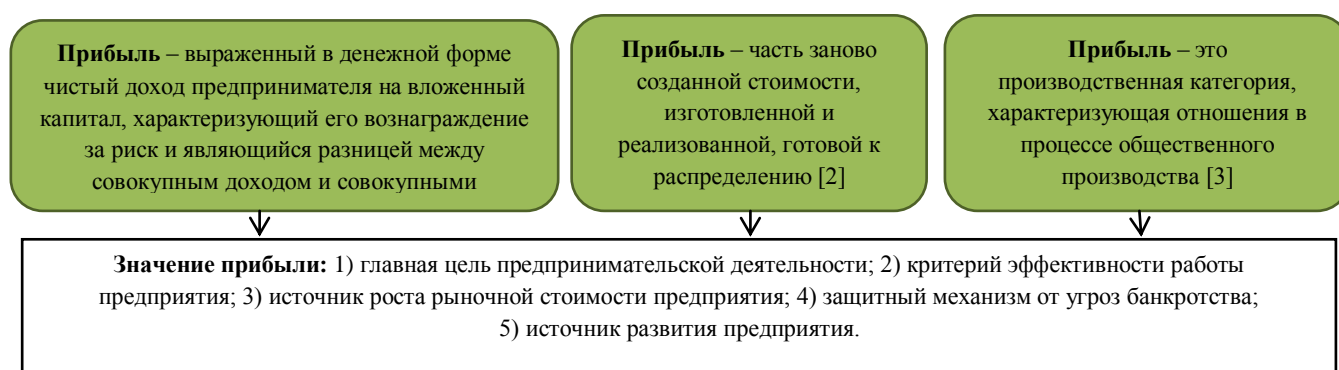 Прибыль – выраженный в денежной форме
чистый доход предпринимателя на вложенный
капитал, характеризующий его вознаграждение
за риск и являющийся разницей между
совокупным доходом и совокупными
Прибыль – часть заново
созданной стоимости,
изготовленной и
реализованной, готовой к
распределению [2]
Прибыль – это
производственная категория,
характеризующая отношения в
процессе общественного
производства [3]
Значение прибыли: 1) главная цель предпринимательской деятельности; 2) критерий эффективности работы
предприятия; 3) источник роста рыночной стоимости предприятия; 4) защитный механизм от угроз банкротства;
5) источник развития предприятия.